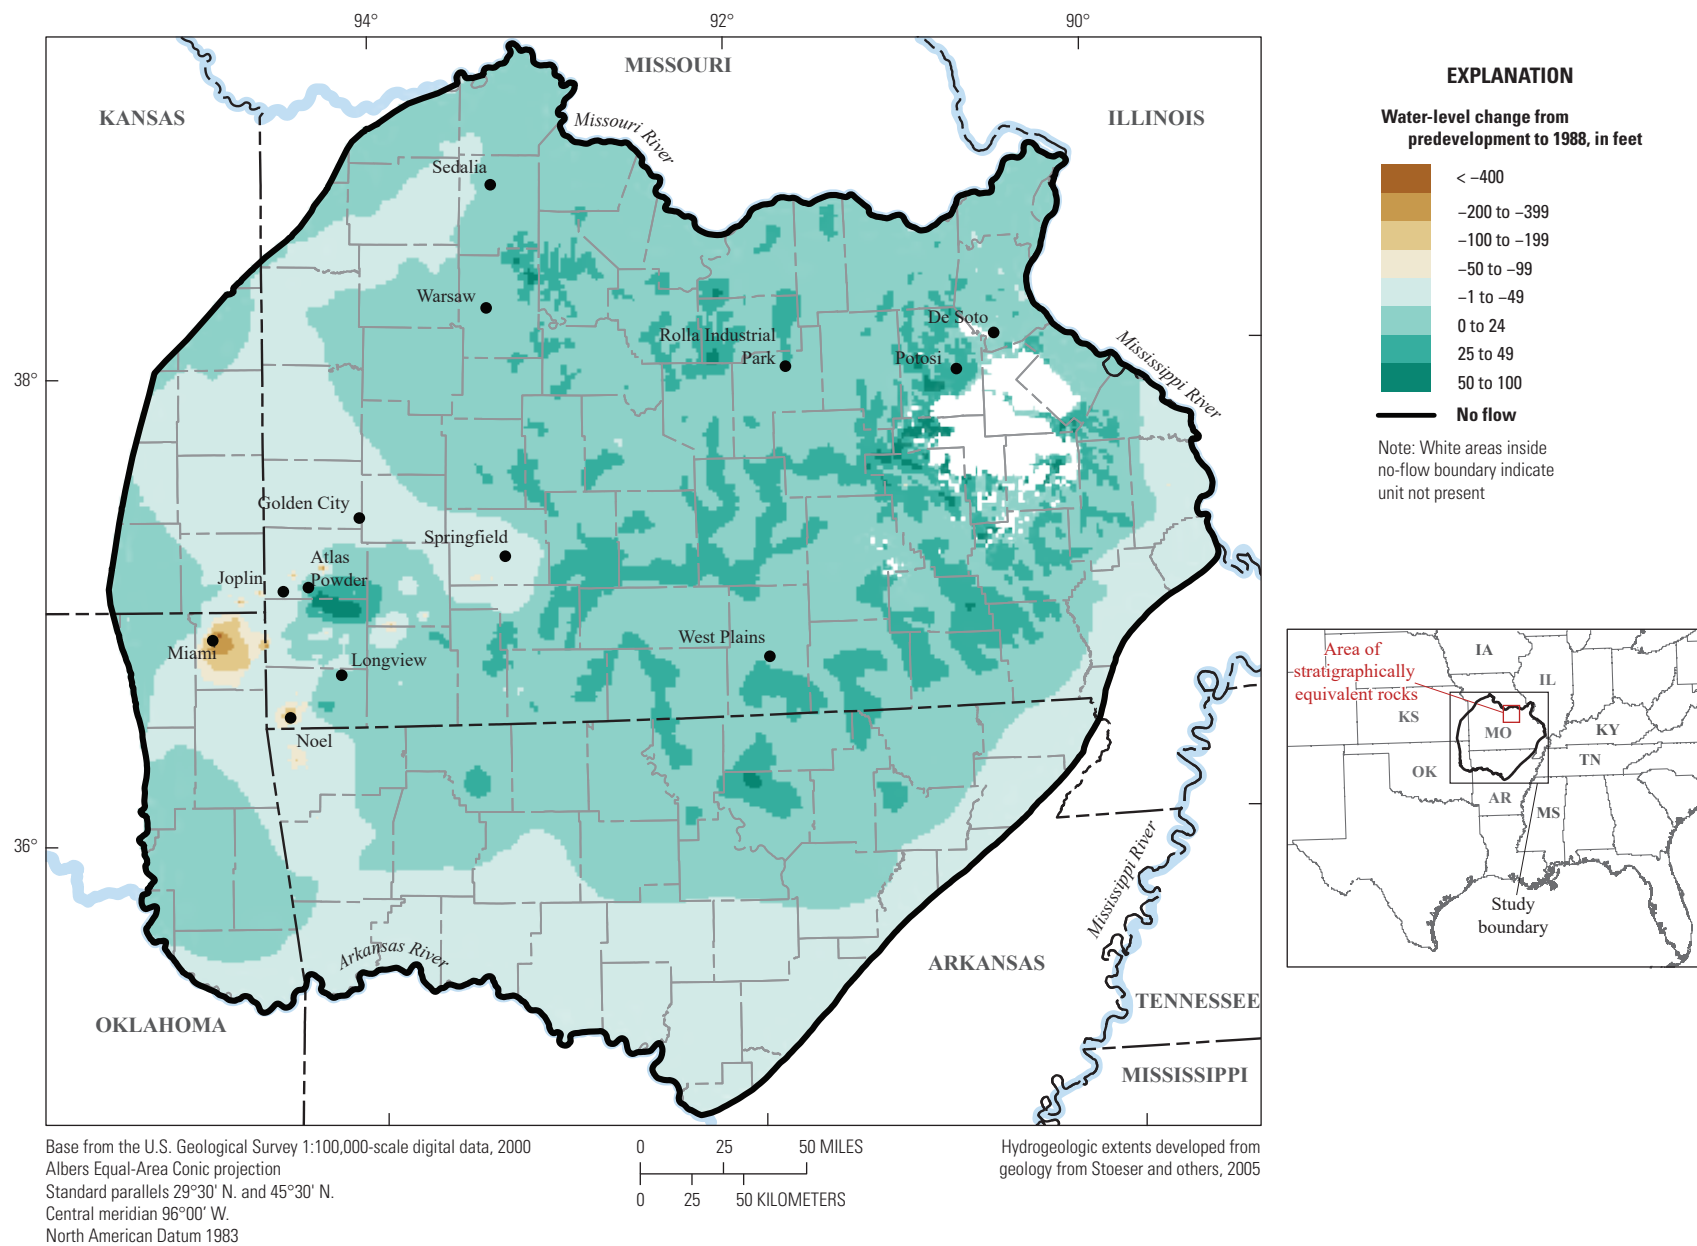 94°
92°
90°
MISSOURI
KANSAS
ILLINOIS
Missouri River
Sedalia
Warsaw
Rolla Industrial
Park
De Soto
Potosi
Mississippi River
38°
Golden City
Springfield
Atlas
Powder
Joplin
Miami
West Plains
Longview
Noel
36°
Mississippi River
Arkansas River
ARKANSAS
OKLAHOMA
TENNESSEE
MISSISSIPPI
EXPLANATION
Water-level change from
predevelopment to 1988, in feet
< –400
–200 to –399
–100 to –199
–50 to –99
–1 to –49
0 to 24
25 to 49
50 to 100
No flow
Note: White areas inside
no-flow boundary indicate
unit not present
Area of
stratigraphically
equivalent rocks
IA
IL
KS
MO
KY
TN
OK
AR
MS
Study
boundary
Base from the U.S. Geological Survey 1:100,000-scale digital data, 2000
Albers Equal-Area Conic projection
Standard parallels 29°30' N. and 45°30' N.
Central meridian 96°00' W.
North American Datum 1983
0 25 50 MILES
0 25 50 KILOMETERS
Hydrogeologic extents developed from
geology from Stoeser and others, 2005